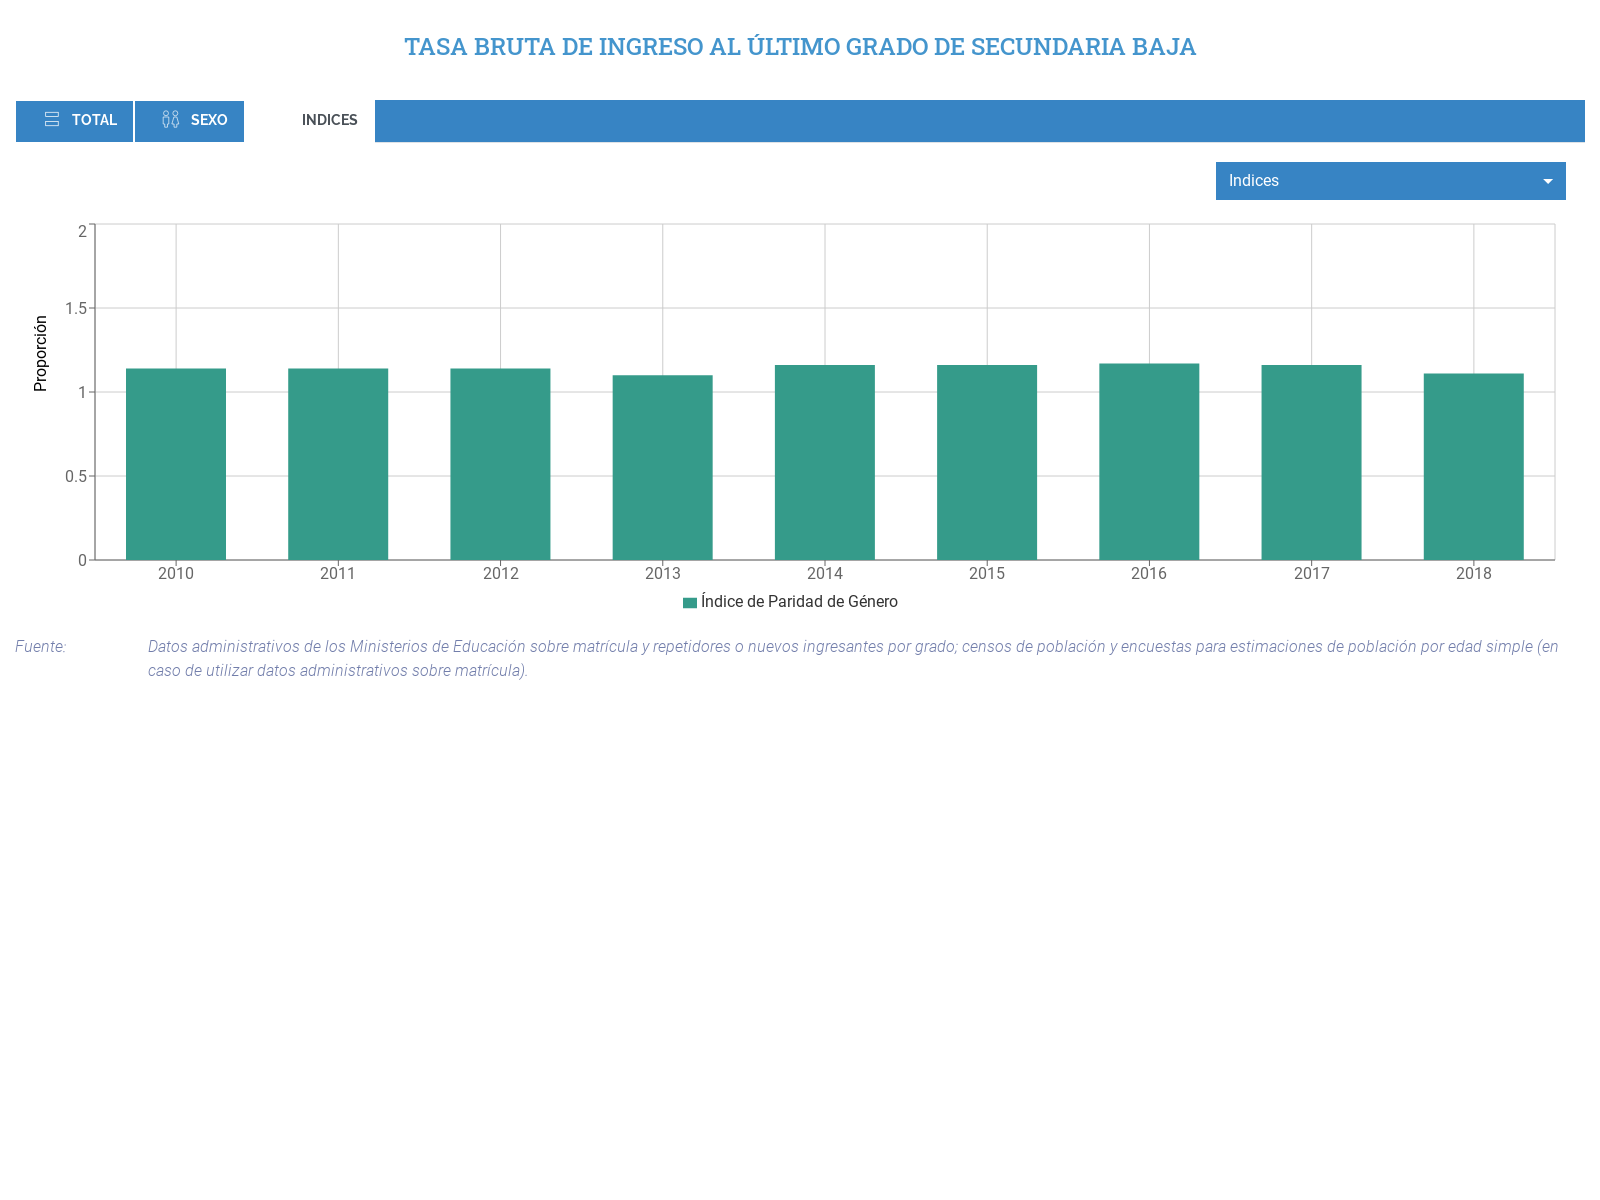 TASA BRUTA DE INGRESO AL ÚLTIMO GRADO DE SECUNDARIA BAJA
TOTAL SEXO INDICES
Indices
2
1.5
1
0.5
0
Proporción
2010 2011 2012 2013 2014 2015 2016 2017 2018
Índice de Paridad de Género
Fuente: Datos administrativos de los Ministerios de Educación sobre matrícula y repetidores o nuevos ingresantes por grado; censos de población y encuestas para estimaciones de población por edad simple (en
caso de utilizar datos administrativos sobre matrícula).